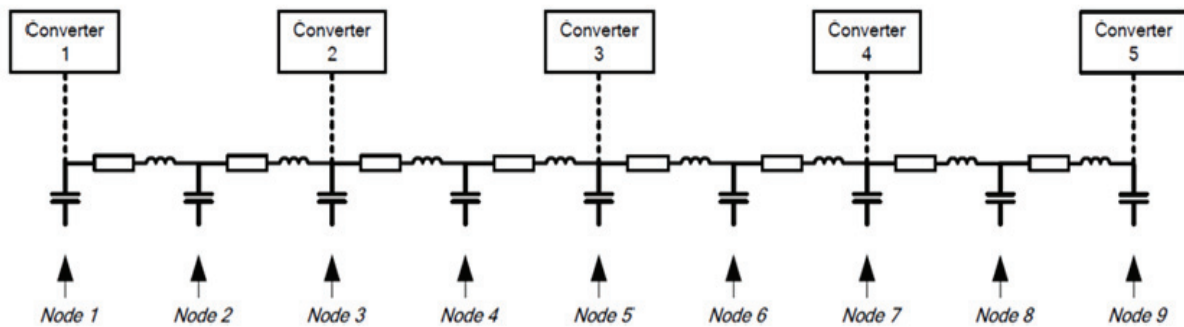 Converter
1
Converter
2
Converter
3
Converter
4
Converter
5
Node 1
Node 2
Node 3
Node 4
Node 5
Node 6
Node 7
Node 8
Node 9